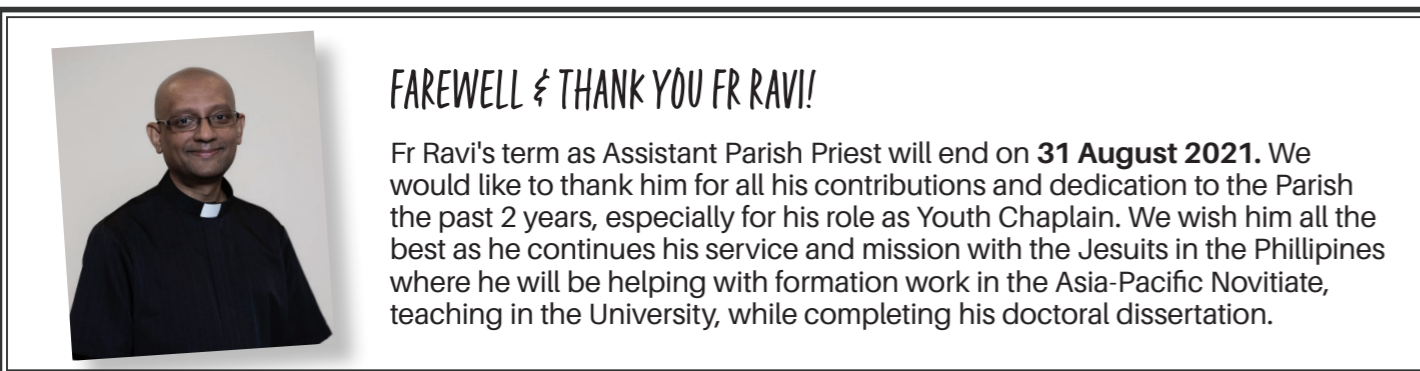 FAREWELL & THANK YOU FR RAVI!
Fr Ravi's term as Assistant Parish Priest will end on 31 August 2021. We
would like to thank him for all his contributions and dedication to the Parish
the past 2 years, especially for his role as Youth Chaplain. We wish him all the
best as he continues his service and mission with the Jesuits in the Phillipines
where he will be helping with formation work in the Asia-Pacific Novitiate,
teaching in the University, while completing his doctoral dissertation.